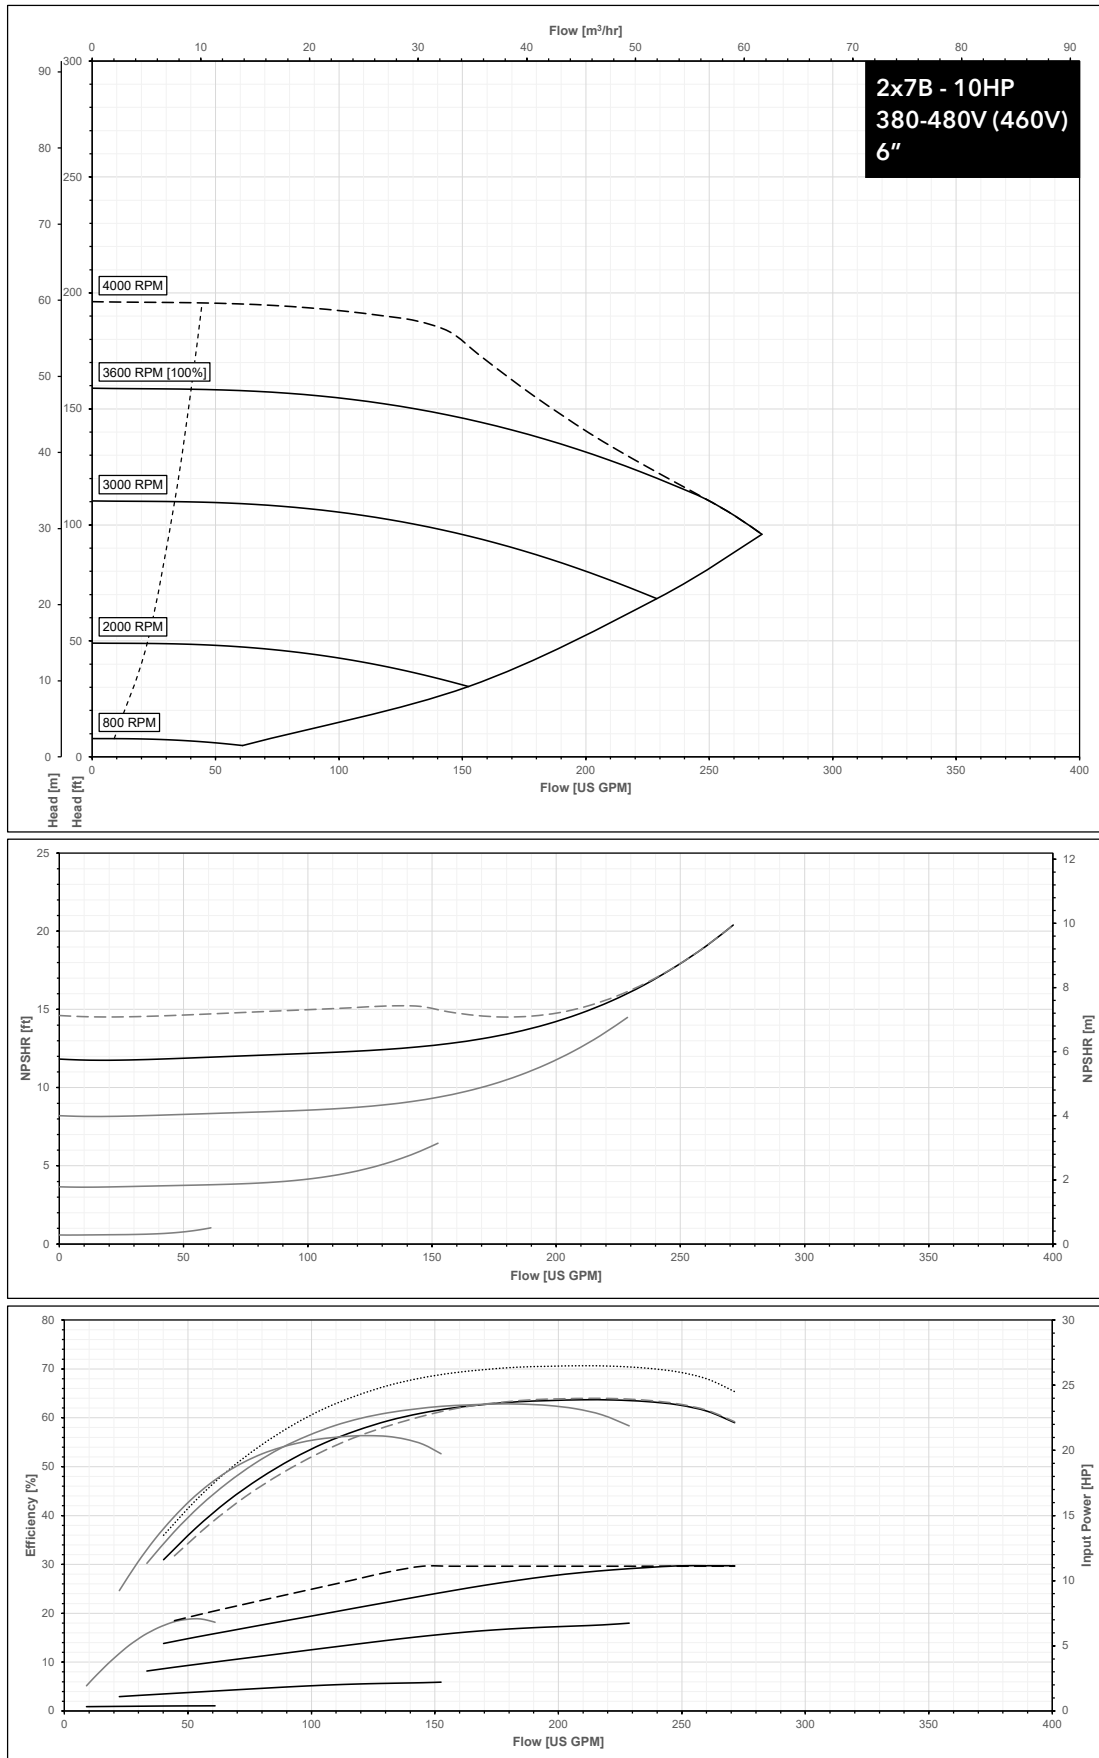 Flow [m³/hr]
0 10 20 30 40 50 60 70 80 90
2x7B - 10HP
380-480V (460V)
6”
90 80 70 60 50 40 30 20 10 0
300 250 200 150 100 50 0
4000 RPM
3600 RPM [100%]
3000 RPM
2000 RPM
800 RPM
0 50 100 150 200 250 300 350 400
Head [m]
Head [ft]
Flow [US GPM]
25 20 15 10 5 0
NPSHR [ft]
12 10 8 6 4 2 0
NPSHR [m]
0 50 100 150 200 250 300 350 400
Flow [US GPM]
80 70 60 50 40 30 20 10 0
Efficiency [%]
30 25 20 15 10 5 0
Input Power [HP]
0 50 100 150 200 250 300 350 400
Flow [US GPM]